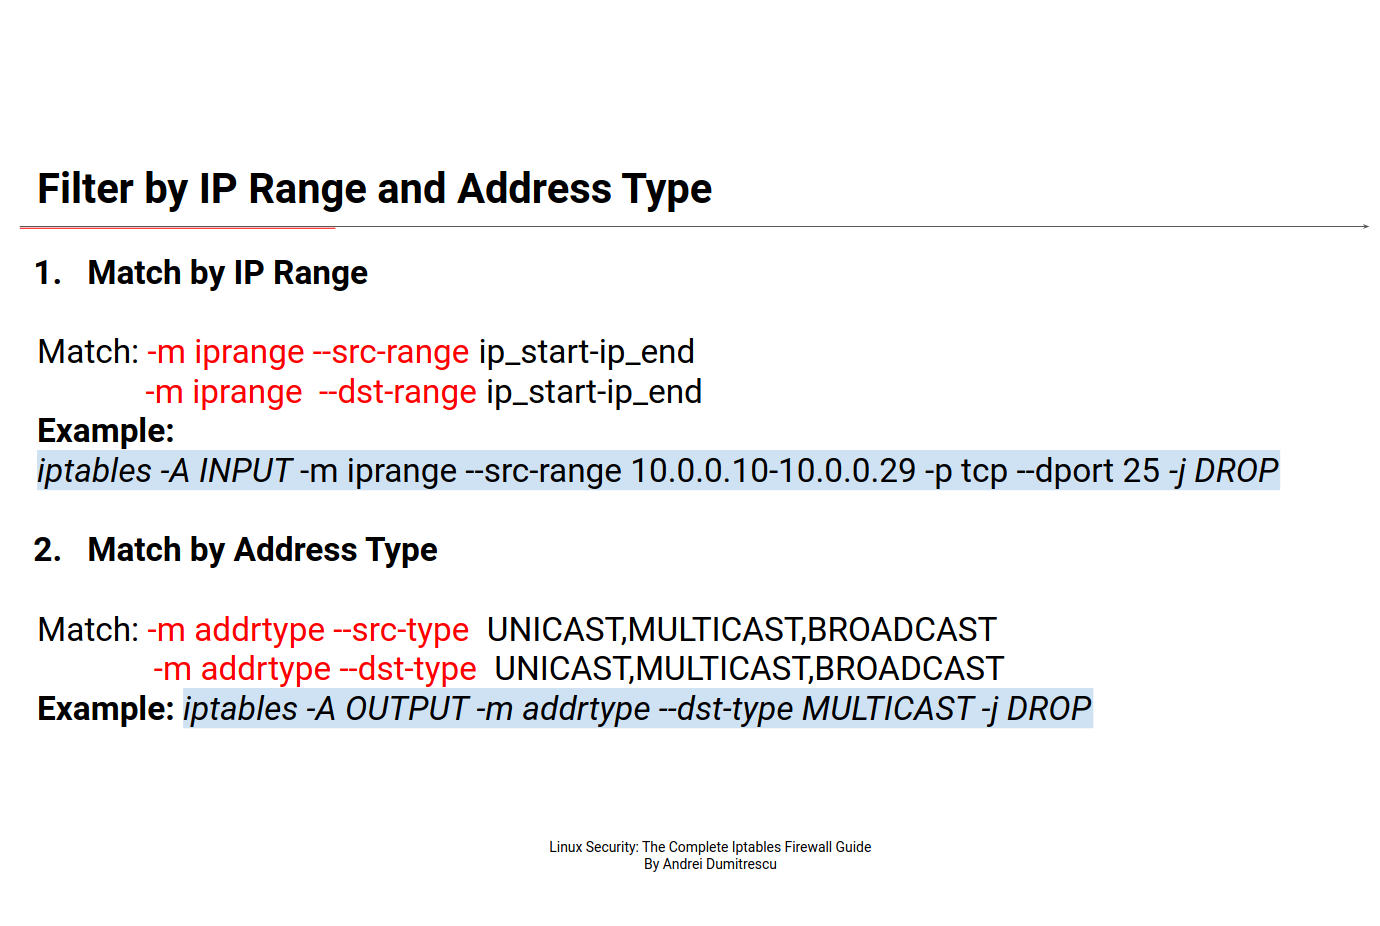 Filter by IP Range and Address Type
1. Match by IP Range
Match: -m iprange --src-range ip_start-ip_end
-m iprange --dst-range ip_start-ip_end
Example:
iptables -A INPUT -m iprange --src-range 10.0.0.10-10.0.0.29 -p tcp --dport 25 -j DROP
2. Match by Address Type
Match: -m addrtype --src-type UNICAST,MULTICAST,BROADCAST
-m addrtype --dst-type UNICAST,MULTICAST,BROADCAST
Example: iptables -A OUTPUT -m addrtype --dst-type MULTICAST -j DROP
Linux Security: The Complete Iptables Firewall Guide
By Andrei Dumitrescu